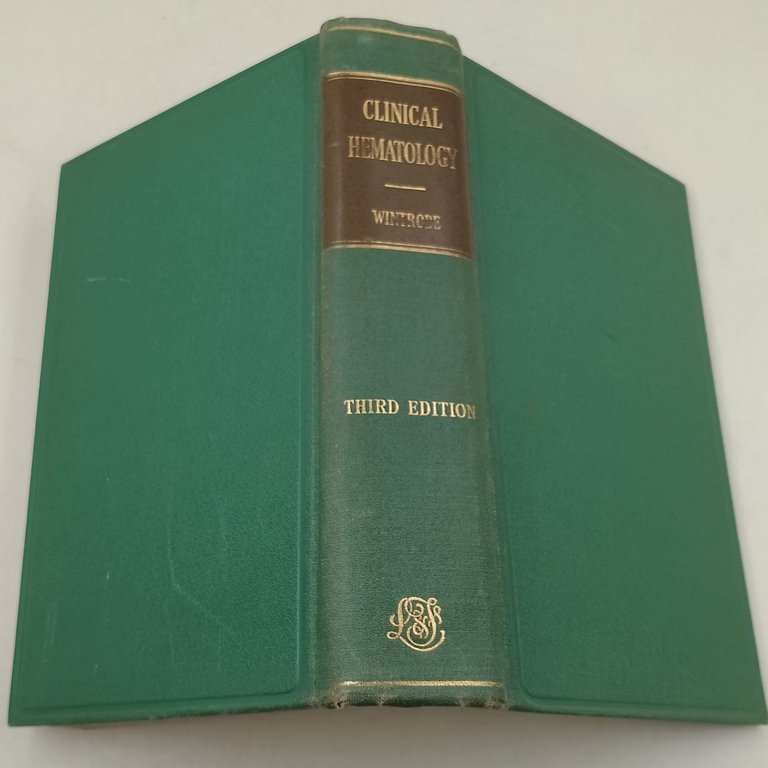 CLINICAL
HEMATOLOGY
WINTROBE
THIRD EDITION
L&F